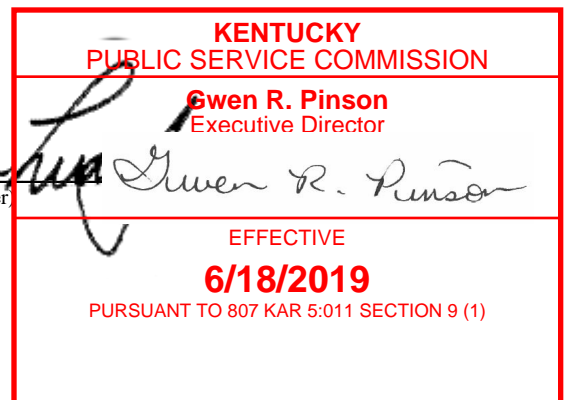 KENTUCKY
PUBLIC SERVICE COMMISSION
Gwen R. Pinson
Executive Director
er)
Gwen R. Pinson
EFFECTIVE
6/18/2019
PURSUANT TO 807 KAR 5:011 SECTION 9 (1)